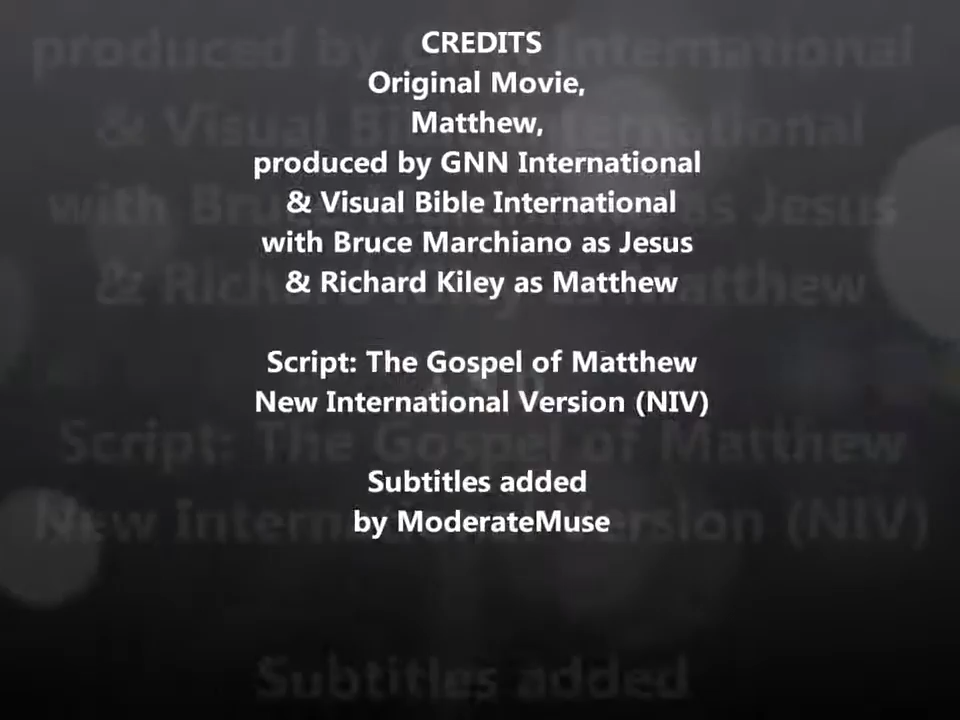 CREDITS
Original Movie,
Matthew,
produced by GNN International
& Visual Bible International
with Bruce Marchiano as Jesus
& Richard Kiley as Matthew
Script: The Gospel of Matthew
New International Version (NIV)
Subtitles added
by ModerateMuse